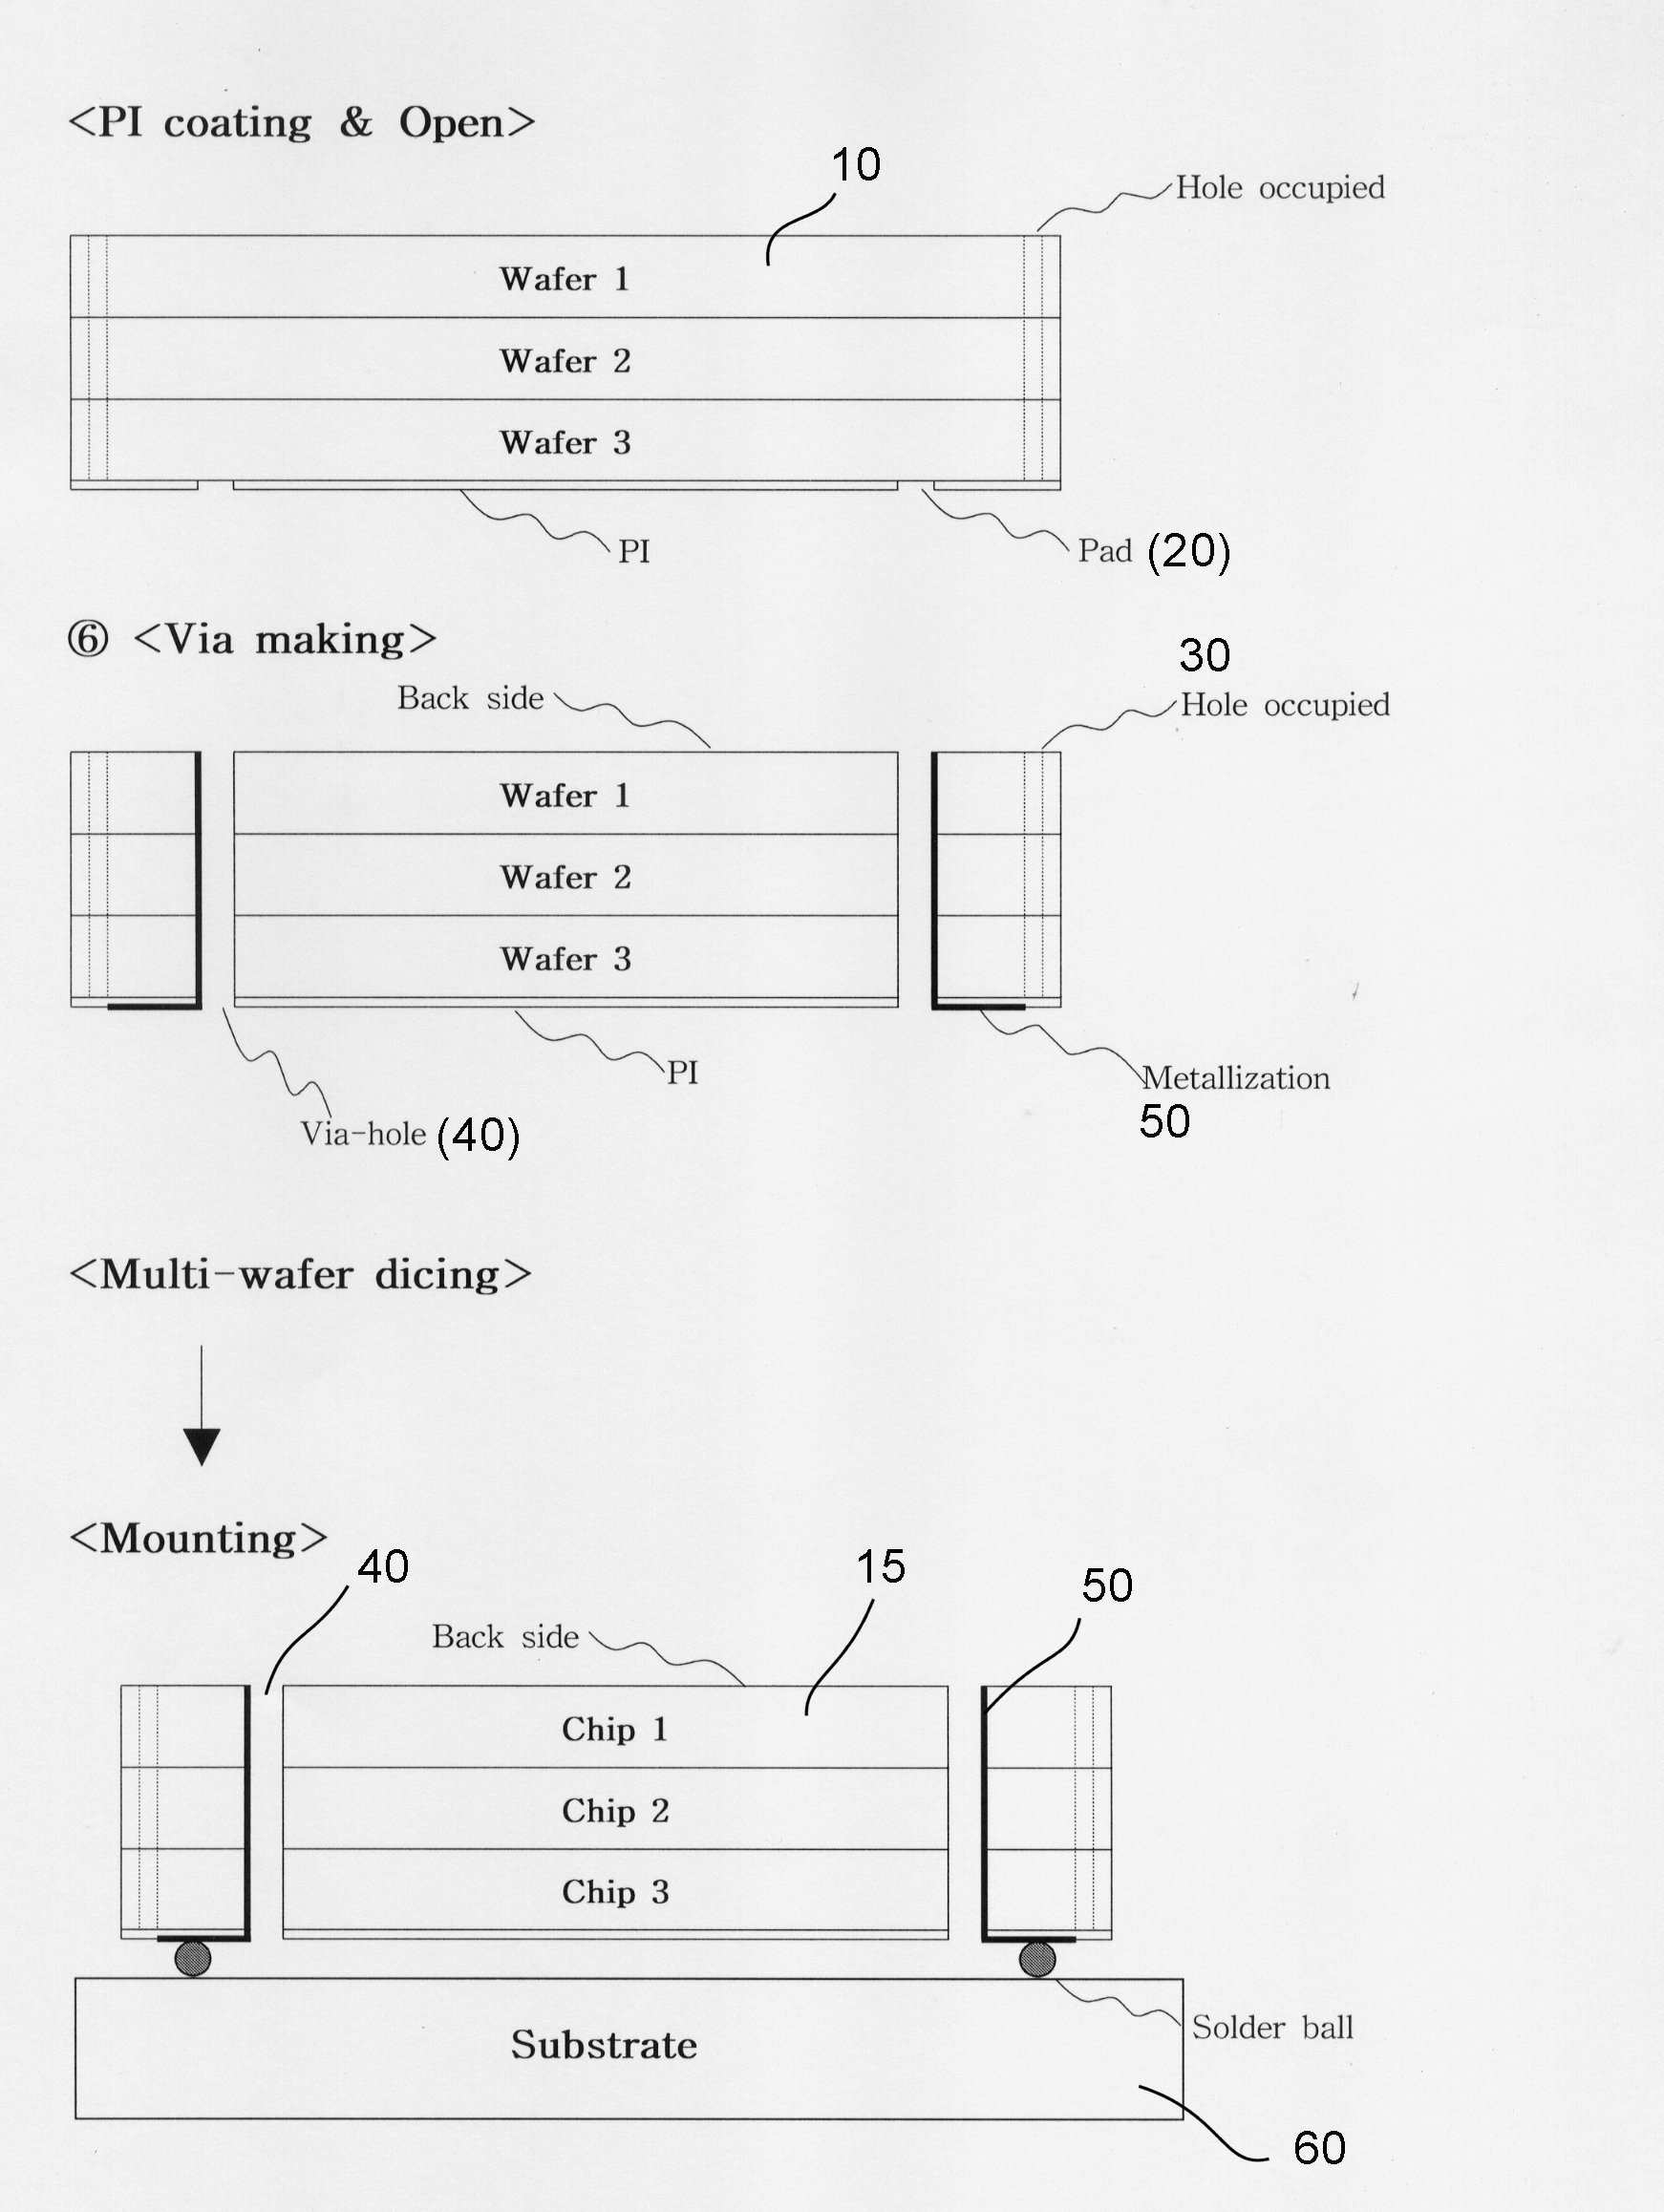 <PI coating & Open>
10
Hole occupied
Wafer 1
Wafer 2
Wafer 3
PI
Pad (20)
⑥ <Via making>
30
Back side
Hole occupied
Wafer 1
Wafer 2
Wafer 3
PI
Metallization
50
Via-hole (40)
<Multi-wafer dicing>
<Mounting>
40
15
50
Back side
Chip 1
Chip 2
Chip 3
Solder ball
Substrate
60